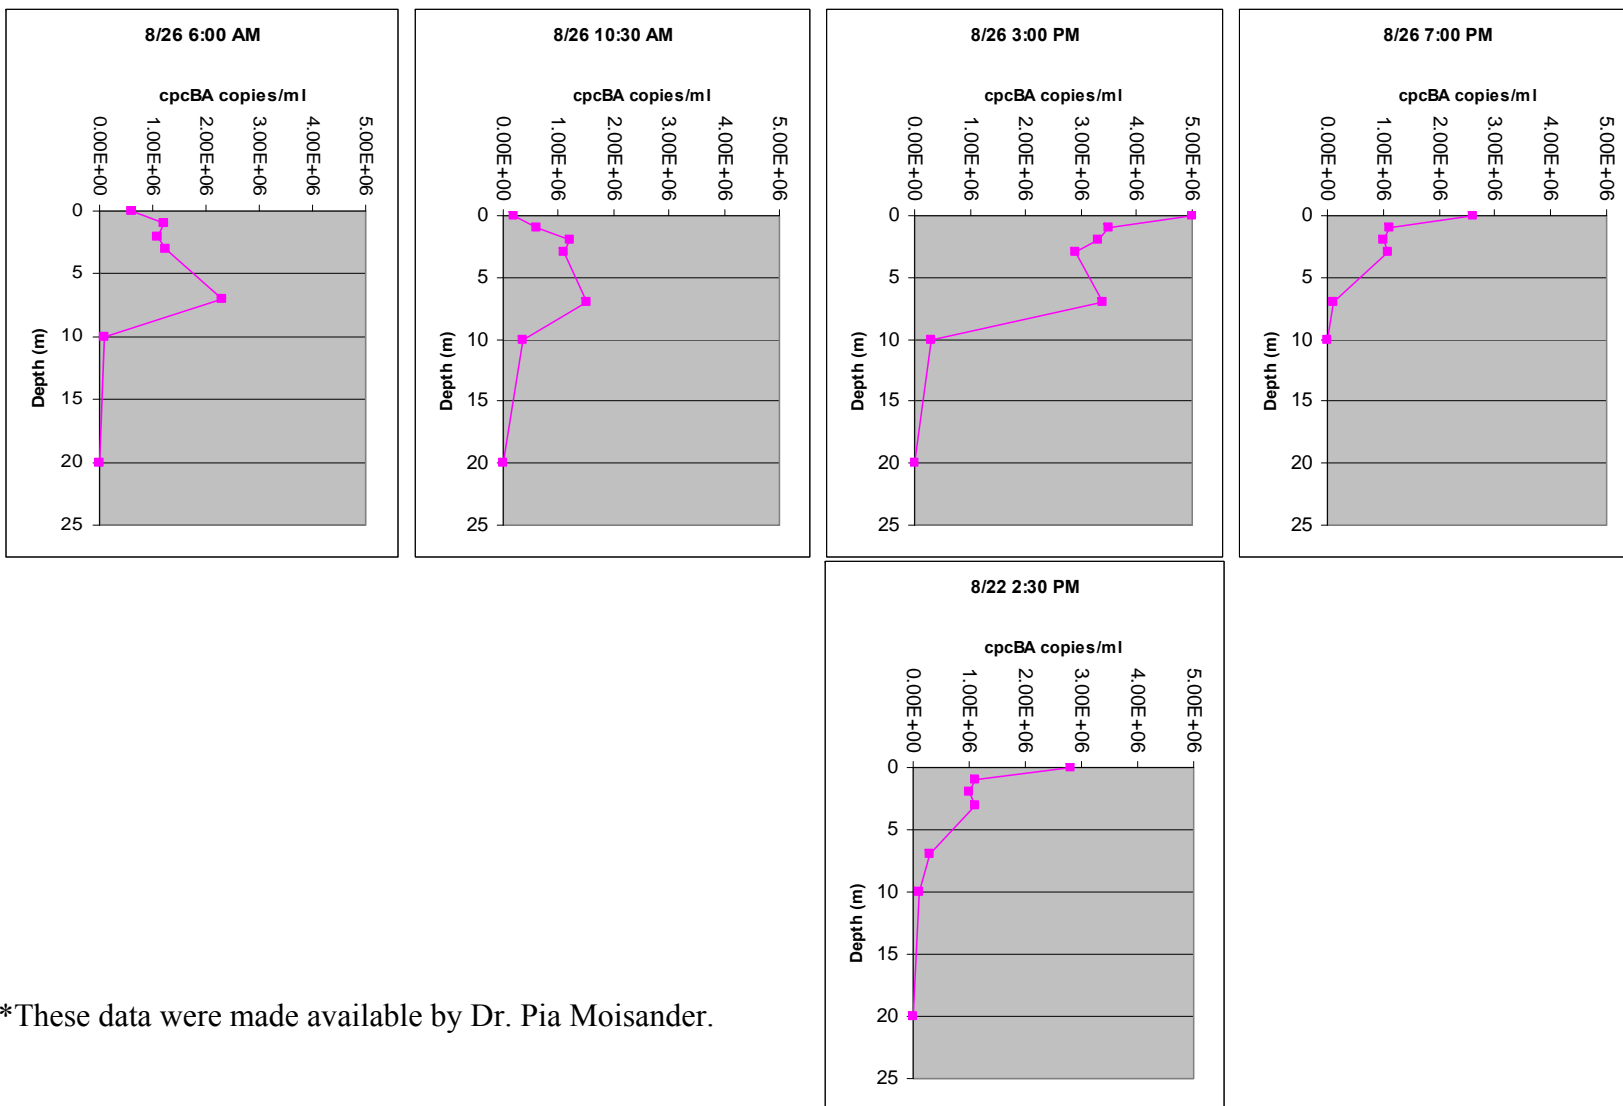 8/26 6:00 AM
cpcBA copies/ml
0.00E+00
1.00E+06
2.00E+06
3.00E+06
4.00E+06
5.00E+06
0
5
10
15
20
25
Depth (m)
8/26 10:30 AM
cpcBA copies/ml
0.00E+00
1.00E+06
2.00E+06
3.00E+06
4.00E+06
5.00E+06
0
5
10
15
20
25
Depth (m)
8/26 3:00 PM
cpcBA copies/ml
0.00E+00
1.00E+06
2.00E+06
3.00E+06
4.00E+06
5.00E+06
0
5
10
15
20
25
Depth (m)
8/26 7:00 PM
cpcBA copies/ml
0.00E+00
1.00E+06
2.00E+06
3.00E+06
4.00E+06
5.00E+06
0
5
10
15
20
25
Depth (m)
8/22 2:30 PM
cpcBA copies/ml
0.00E+00
1.00E+06
2.00E+06
3.00E+06
4.00E+06
5.00E+06
0
5
10
15
20
25
Depth (m)
*These data were made available by Dr. Pia Moisander.